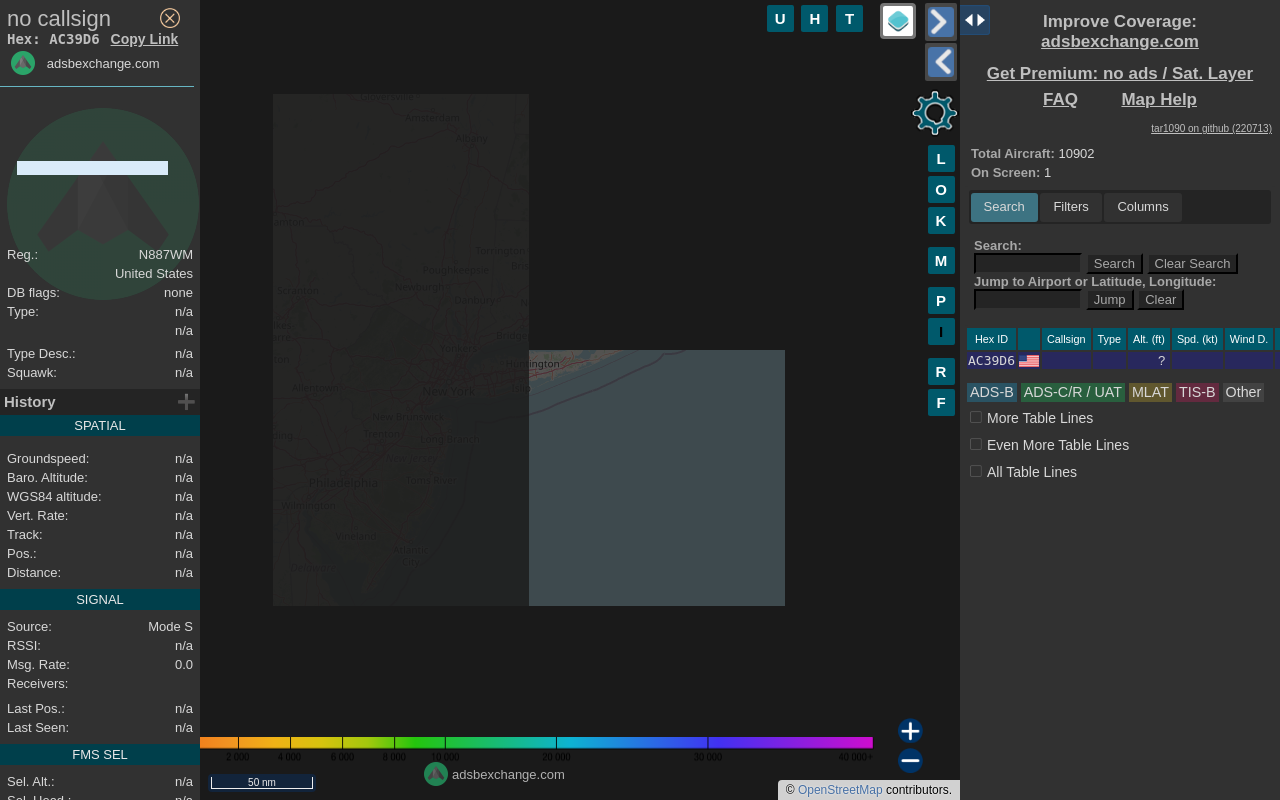 no callsign
Hex: AC39D6 Copy Link
adsbexchange.com
Reg.: N887WM
United States
DB flags: none
Type: n/a
n/a
Type Desc.: n/a
Squawk: n/a
History
SPATIAL
Groundspeed: n/a
Baro. Altitude: n/a
WGS84 altitude: n/a
Vert. Rate: n/a
Track: n/a
Pos.: n/a
Distance: n/a
SIGNAL
Source: Mode S
RSSI: n/a
Msg. Rate: 0.0
Receivers:
Last Pos.: n/a
Last Seen: n/a
FMS SEL
Sel. Alt.: n/a
Sel. Head.: n/a
U H T
L
O
K
M
P
I
R
F
Amsterdam
Albany
Torrington
Poughkeepsie
Newburgh
Scranton
Danbury
Yonkers
Huntington
Allentown
NEW YORK
New Brunswick
Trenton
Long Branch
New Jersey
Philadelphia
Toms River
Wilmington
Vineland
Atlantic
City
2 000 4 000 6 000 8 000 10 000 20 000 30 000 40 000+
adsbexchange.com
50 nm
© OpenStreetMap contributors.
Improve Coverage:
adsbexchange.com
Get Premium: no ads / Sat. Layer
FAQ Map Help
tar1090 on github (220713)
Total Aircraft: 10902
On Screen: 1
Search Filters Columns
Search:
Search Clear Search
Jump to Airport or Latitude, Longitude:
Jump Clear
Hex ID Callsign Type Alt. (ft) Spd. (kt) Wind D.
AC39D6 ?
ADS-B ADS-C/R / UAT MLAT TIS-B Other
More Table Lines
Even More Table Lines
All Table Lines